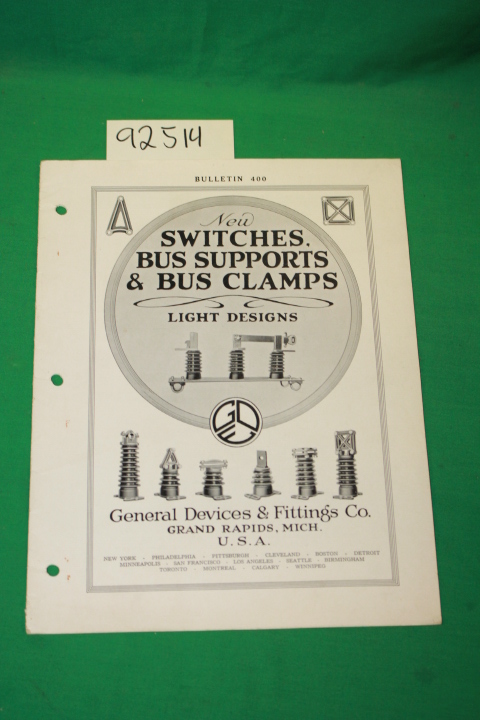 92514
BULLETIN 400
New
SWITCHES,
BUS SUPPORTS
& BUS CLAMPS
LIGHT DESIGNS
General Devices & Fittings Co.
GRAND RAPIDS, MICH.
U. S. A.
NEW YORK - PHILADELPHIA - PITTSBURGH - CLEVELAND - BOSTON - DETROIT
MINNEAPOLIS - SAN FRANCISCO - LOS ANGELES - SEATTLE - BIRMINGHAM
TORONTO - MONTREAL - CALGARY - WINNIPEG